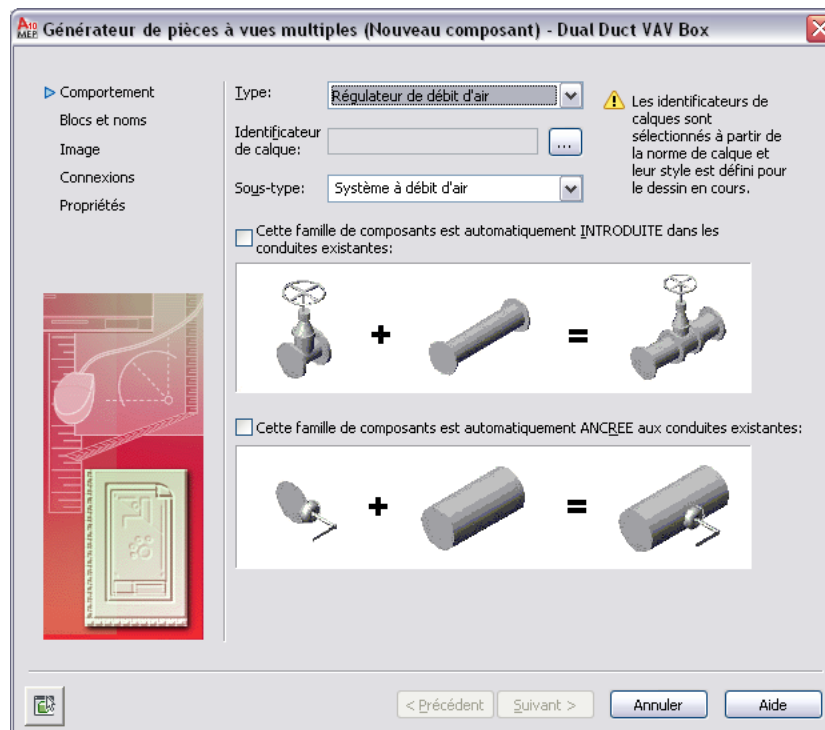 A10
MEP
Générateur de pièces à vues multiples (Nouveau composant) - Dual Duct VAV Box
Comportement
Blocs et noms
Image
Connexions
Propriétés
Type:
Régulateur de débit d'air
Identificateur
de calque:
...
Sous-type:
Système à débit d'air
Les identificateurs de
calques sont
sélectionnés à partir de
la norme de calque et
leur style est défini pour
le dessin en cours.
Cette famille de composants est automatiquement INTRODUITE dans les
conduites existantes:
+
=
Cette famille de composants est automatiquement ANCREE aux conduites existantes:
+
=
< Précédent
Suivant >
Annuler
Aide